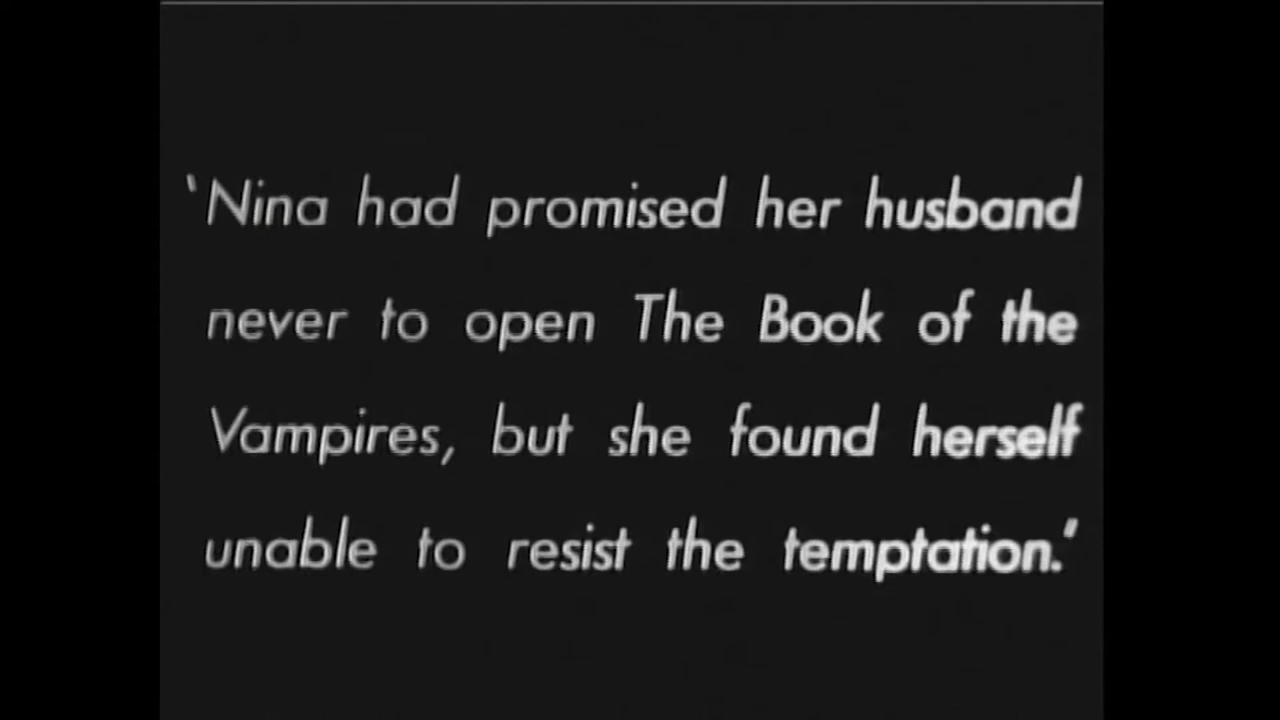 ‘Nina had promised her husband
never to open The Book of the
Vampires, but she found herself
unable to resist the temptation.’